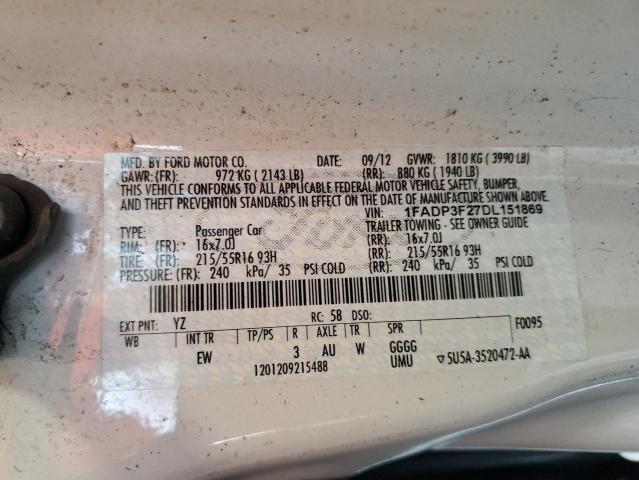 MFD. BY FORD MOTOR CO. DATE: 09/12 GVWR: 1810 KG ( 3990 LB)
GAWR: (FR): 972 KG ( 2143 LB) (RR): 880 KG ( 1940 LB)
THIS VEHICLE CONFORMS TO ALL APPLICABLE FEDERAL MOTOR VEHICLE SAFETY, BUMPER,
AND THEFT PREVENTION STANDARDS IN EFFECT ON THE DATE OF MANUFACTURE SHOWN ABOVE.
VIN: 1FADP3F27DL151869
TYPE: Passenger Car TRAILER TOWING - SEE OWNER GUIDE
RIM: (FR) 16x7.0J (RR): 16x7.0J
TIRE: (FR): 215/55R16 93H (RR): 215/55R16 93H
PRESSURE: (FR): 240 kPa/ 35 PSI COLD (RR): 240 kPa/ 35 PSI COLD
EXT PNT: YZ RC: 58 DSO: F0095
WB INT TR TP/PS R AXLE TR SPR
EW 3 AU W GGGG
1201209215488 UMU ▽5U5A-3520472-AA